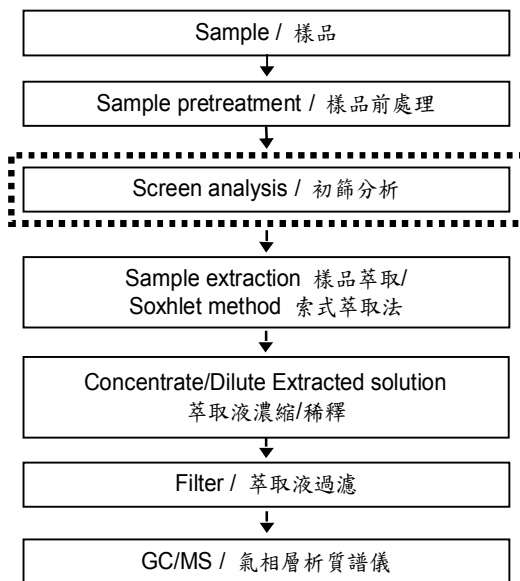 Sample / 樣品
Sample pretreatment / 樣品前處理
Screen analysis / 初篩分析
Sample extraction 樣品萃取/
Soxhlet method 索式萃取法
Concentrate/Dilute Extracted solution
萃取液濃縮/稀釋
Filter / 萃取液過濾
GC/MS / 氣相層析質譜儀